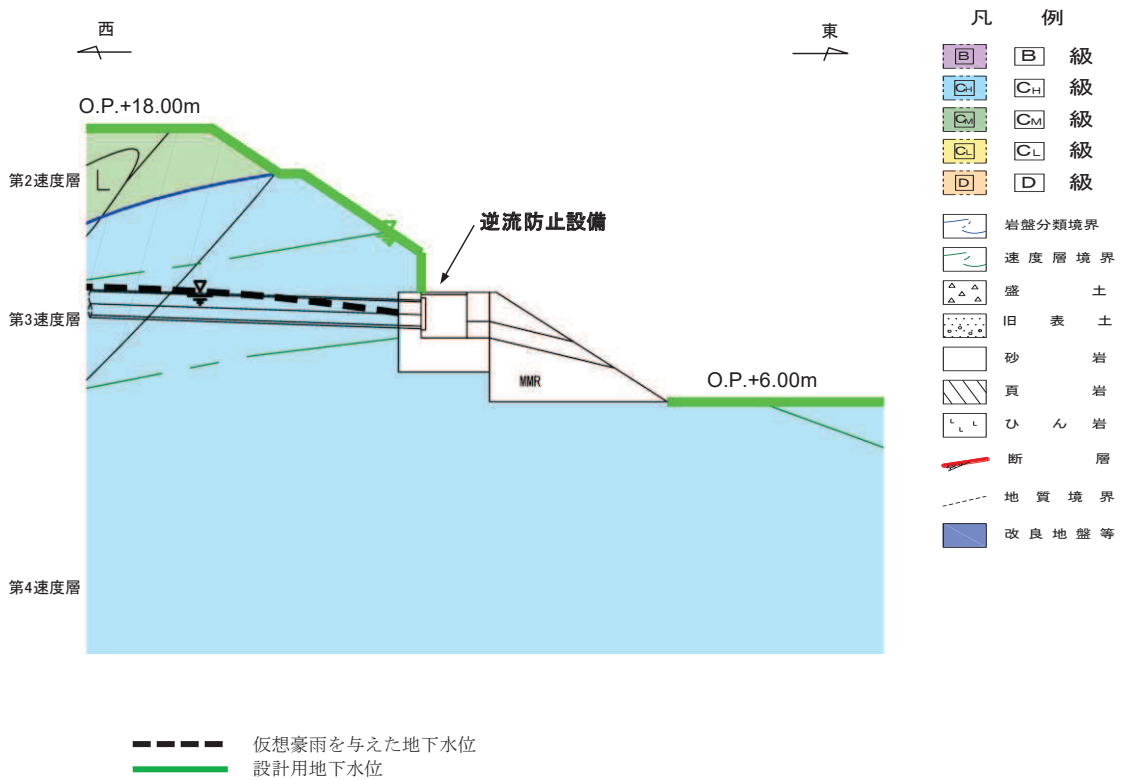 西
東
O.P.+18.00m
第2速度層
L
逆流防止設備
第3速度層
MMR
O.P.+6.00m
第4速度層
仮想豪雨を与えた地下水位
設計用地下水位
凡 例
B B 級
CH CH 級
CM CM 級
CL CL 級
D D 級
岩盤分類境界
速度層境界
盛土
旧表土
砂岩
頁岩
ひん岩
断層
地質境界
改良地盤等